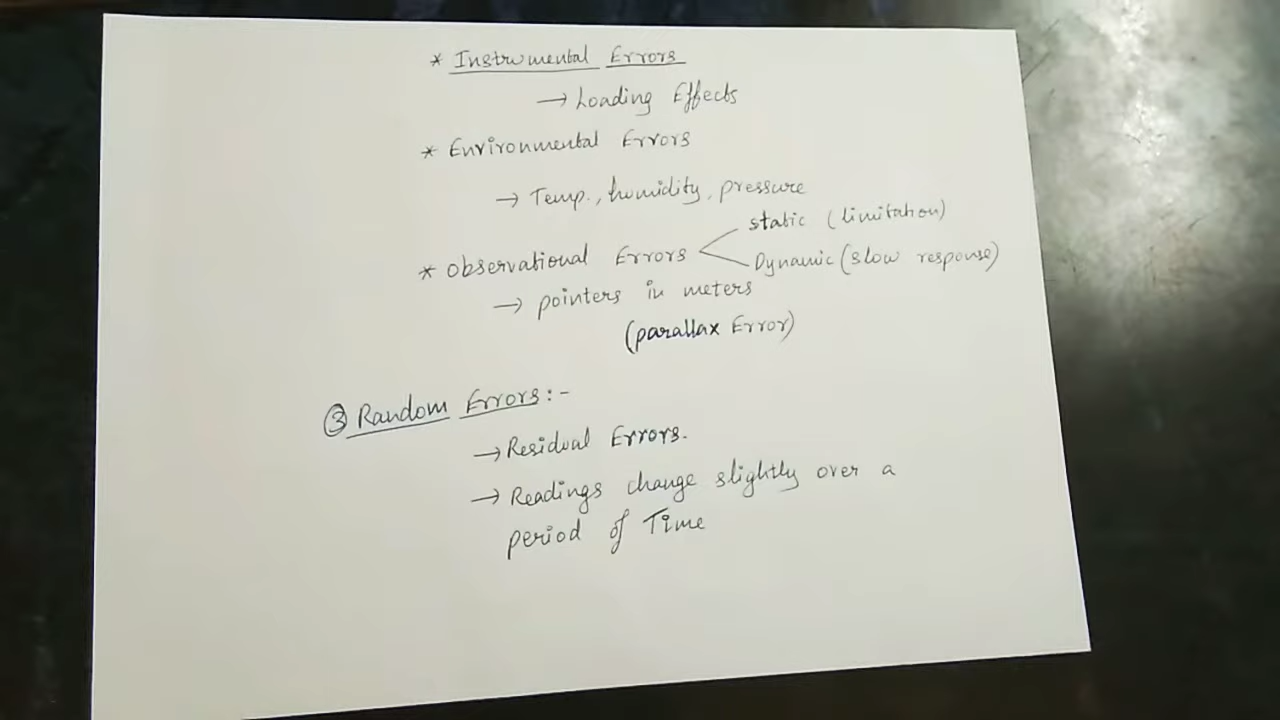 * Instrumental Errors
→ Loading Effects
* Environmental Errors
→ Temp., humidity, pressure
* Observational Errors < static (limitation)
Dynamic (slow response)
→ pointers in meters
(parallax Error)
③ Random Errors:-
→ Residual Errors.
→ Readings change slightly over a
period of Time